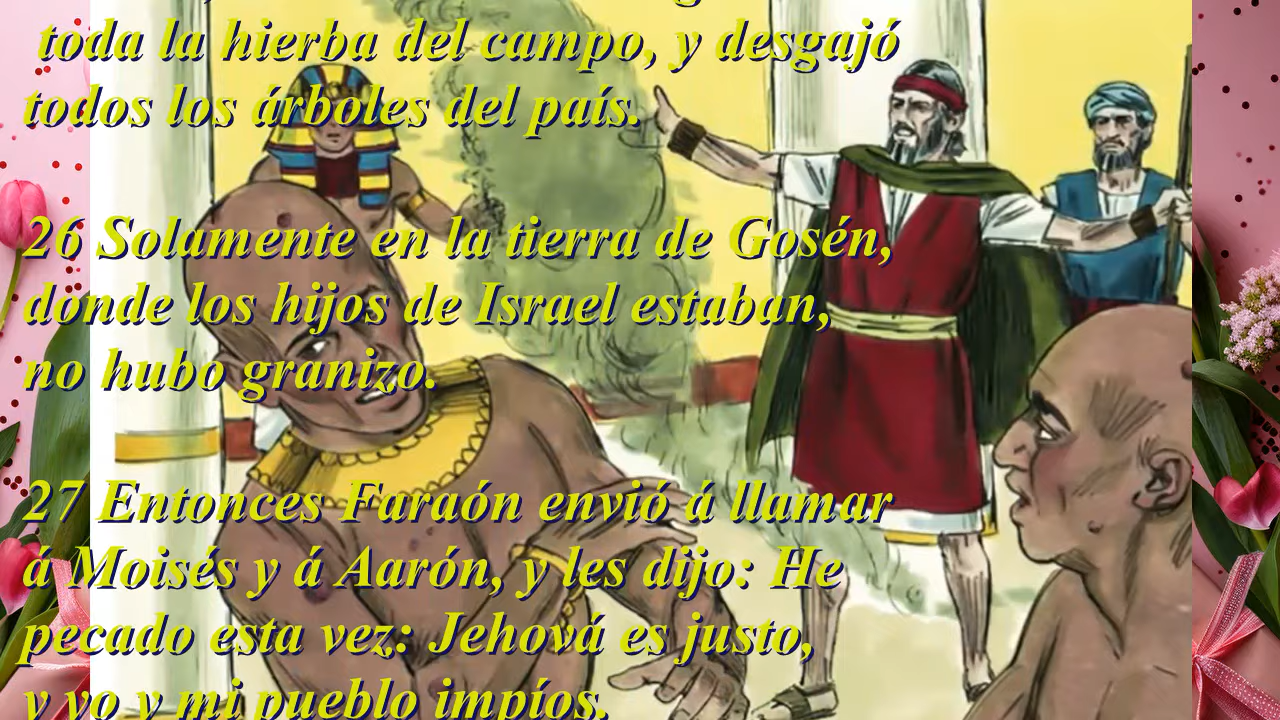 toda la hierba del campo, y desgajó
todos los árboles del país.
26 Solamente en la tierra de Gosén,
donde los hijos de Israel estaban,
no hubo granizo.
27 Entonces Faraón envió á llamar
á Moisés y á Aarón, y les dijo: He
pecado esta vez: Jehová es justo,
y yo y mi pueblo impíos.